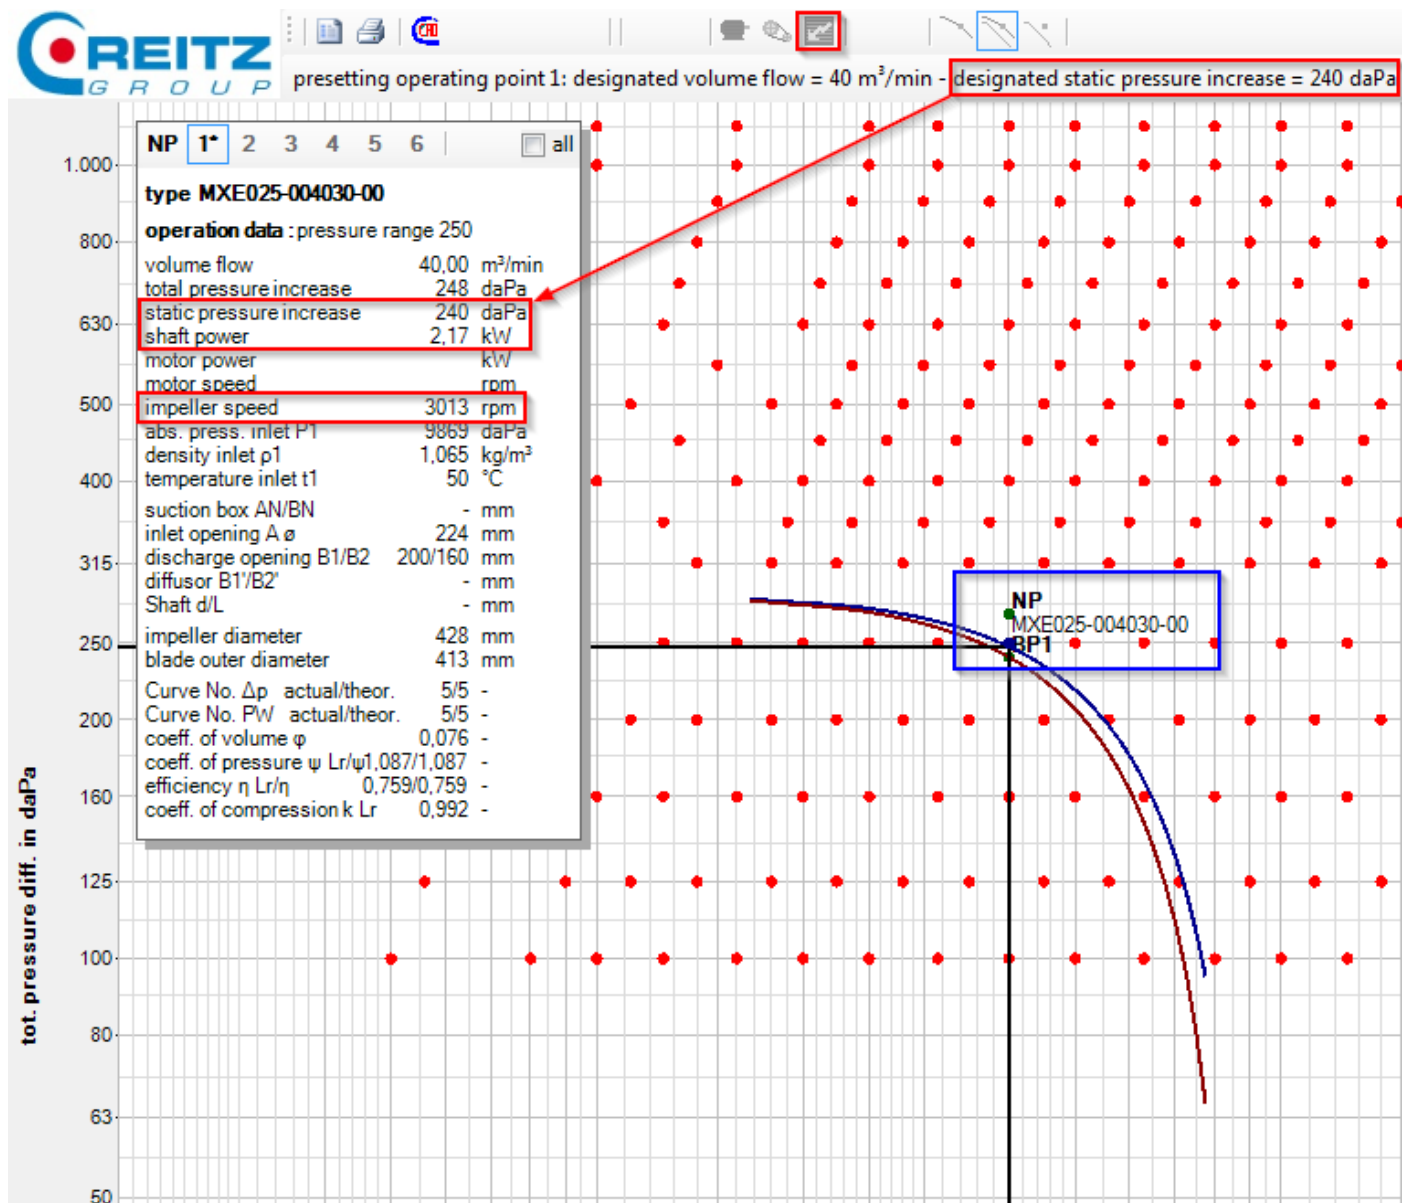 REITZ
GROUP
presetting operating point 1: designated volume flow = 40 m³/min - designated static pressure increase = 240 daPa
NP 1* 2 3 4 5 6 all
type MXE025-004030-00
operation data : pressure range 250
volume flow 40,00 m³/min
total pressure increase 248 daPa
static pressure increase 240 daPa
shaft power 2,17 kW
motor power kW
motor speed rpm
impeller speed 3013 rpm
abs. press. inlet P1 9869 daPa
density inlet ρ1 1,065 kg/m³
temperature inlet t1 50 °C
suction box AN/BN - mm
inlet opening A ø 224 mm
discharge opening B1/B2 200/160 mm
diffusor B1'/B2' - mm
Shaft d/L - mm
impeller diameter 428 mm
blade outer diameter 413 mm
Curve No. Δp actual/theor. 5/5 -
Curve No. PW actual/theor. 5/5 -
coeff. of volume φ 0,076 -
coeff. of pressure ψ Lr/ψ 1,087/1,087 -
efficiency η Lr/η 0,759/0,759 -
coeff. of compression k Lr 0,992 -
1.000
800
630
500
400
315
250
200
160
125
100
80
63
50
tot. pressure diff. in daPa
NP
MXE025-004030-00
BP1